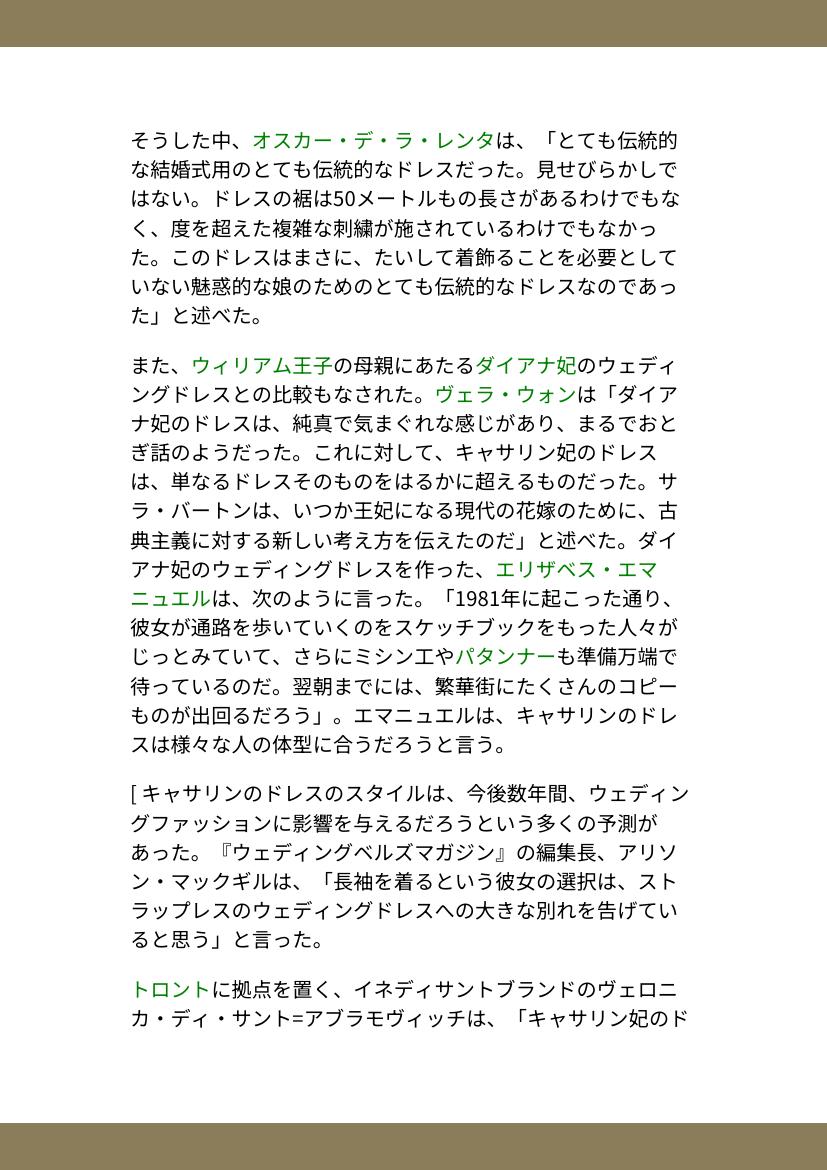 そうした中、オスカー・デ・ラ・レンタは、「とても伝統的
な結婚式用のとても伝統的なドレスだった。見せびらかしで
はない。ドレスの裾は50メートルもの長さがあるわけでもな
く、度を超えた複雑な刺繍が施されているわけでもなかっ
た。このドレスはまさに、たいして着飾ることを必要として
いない魅惑的な娘のためのとても伝統的なドレスなのであっ
た」と述べた。
また、ウィリアム王子の母親にあたるダイアナ妃のウェディ
ングドレスとの比較もなされた。ヴェラ・ウォンは「ダイア
ナ妃のドレスは、純真で気まぐれな感じがあり、まるでおと
ぎ話のようだった。これに対して、キャサリン妃のドレス
は、単なるドレスそのものをはるかに超えるものだった。サ
ラ・バートンは、いつか王妃になる現代の花嫁のために、古
典主義に対する新しい考え方を伝えたのだ」と述べた。ダイ
アナ妃のウェディングドレスを作った、エリザベス・エマ
ニュエルは、次のように言った。「1981年に起こった通り、
彼女が通路を歩いていくのをスケッチブックをもった人々が
じっとみていて、さらにミシン工やパタンナーも準備万端で
待っているのだ。翌朝までには、繁華街にたくさんのコピー
ものが出回るだろう」。エマニュエルは、キャサリンのドレ
スは様々な人の体型に合うだろうと言う。
[ キャサリンのドレスのスタイルは、今後数年間、ウェディン
グファッションに影響を与えるだろうという多くの予測が
あった。『ウェディングベルズマガジン』の編集長、アリソ
ン・マックギルは、「長袖を着るという彼女の選択は、スト
ラップレスのウェディングドレスへの大きな別れを告げてい
ると思う」と言った。
トロントに拠点を置く、イネディサントブランドのヴェロニ
カ・ディ・サント=アブラモヴィッチは、「キャサリン妃のド